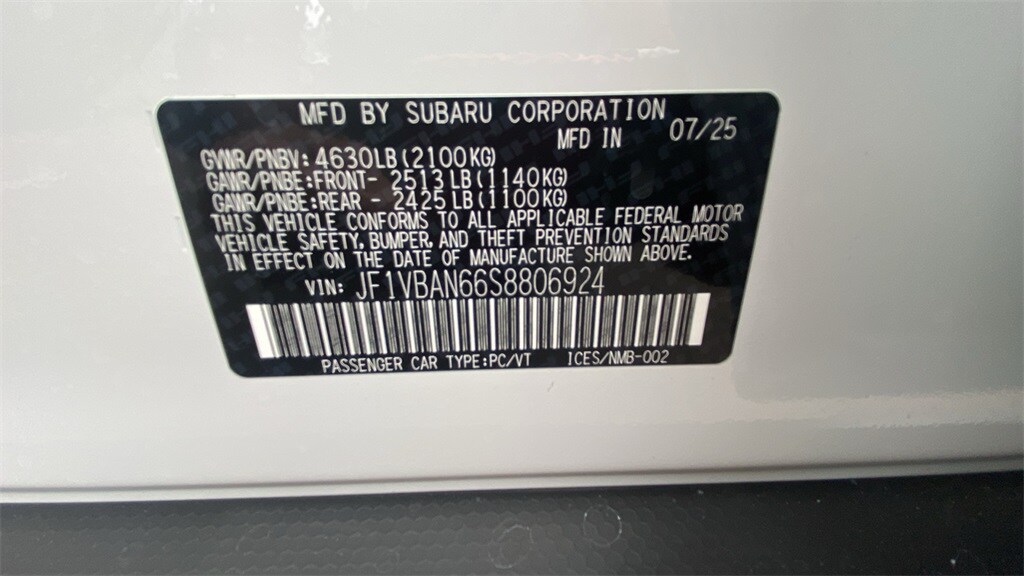 MFD BY SUBARU CORPORATION
MFD IN 07/25
GVWR/PNBV: 4630LB (2100KG)
GAWR/PNBE:FRONT- 2513 LB (1140KG)
GAWR/PNBE:REAR - 2425 LB (1100KG)
THIS VEHICLE CONFORMS TO ALL APPLICABLE FEDERAL MOTOR
VEHICLE SAFETY, BUMPER, AND THEFT PREVENTION STANDARDS
IN EFFECT ON THE DATE OF MANUFACTURE SHOWN ABOVE.
VIN: JF1VBAN66S8806924
PASSENGER CAR TYPE:PC/VT ICES/NMB-002